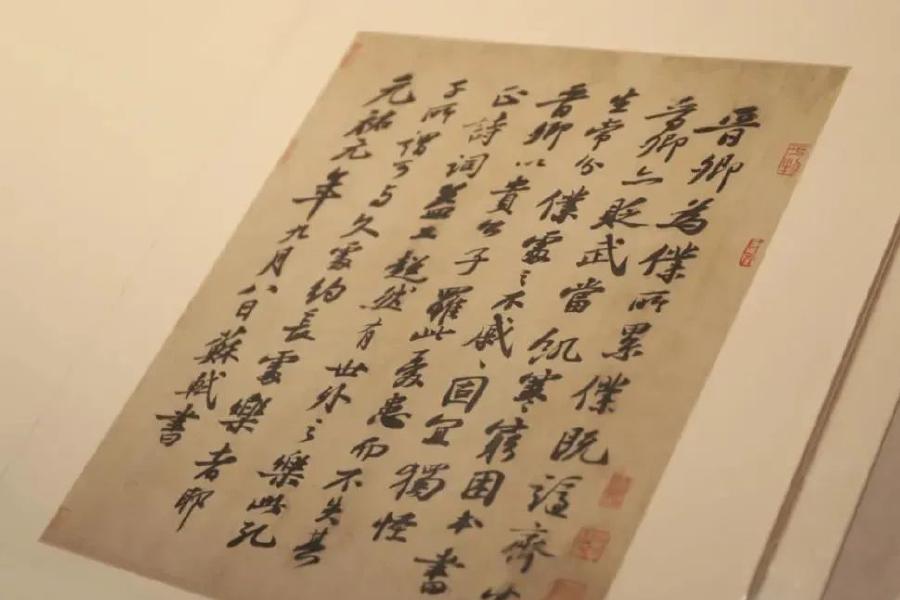 晉卿為僕所累僕既謫齊
晉卿亦貶武當飢寒窮困本書
生常分僕處之不戚〻固宜獨怪
晉卿以貴公子罹此憂患而不失其
正詩詞益工超然有世外之樂此孔
子所謂可与久處約長處樂者耶
元祐元年九月八日蘇軾書